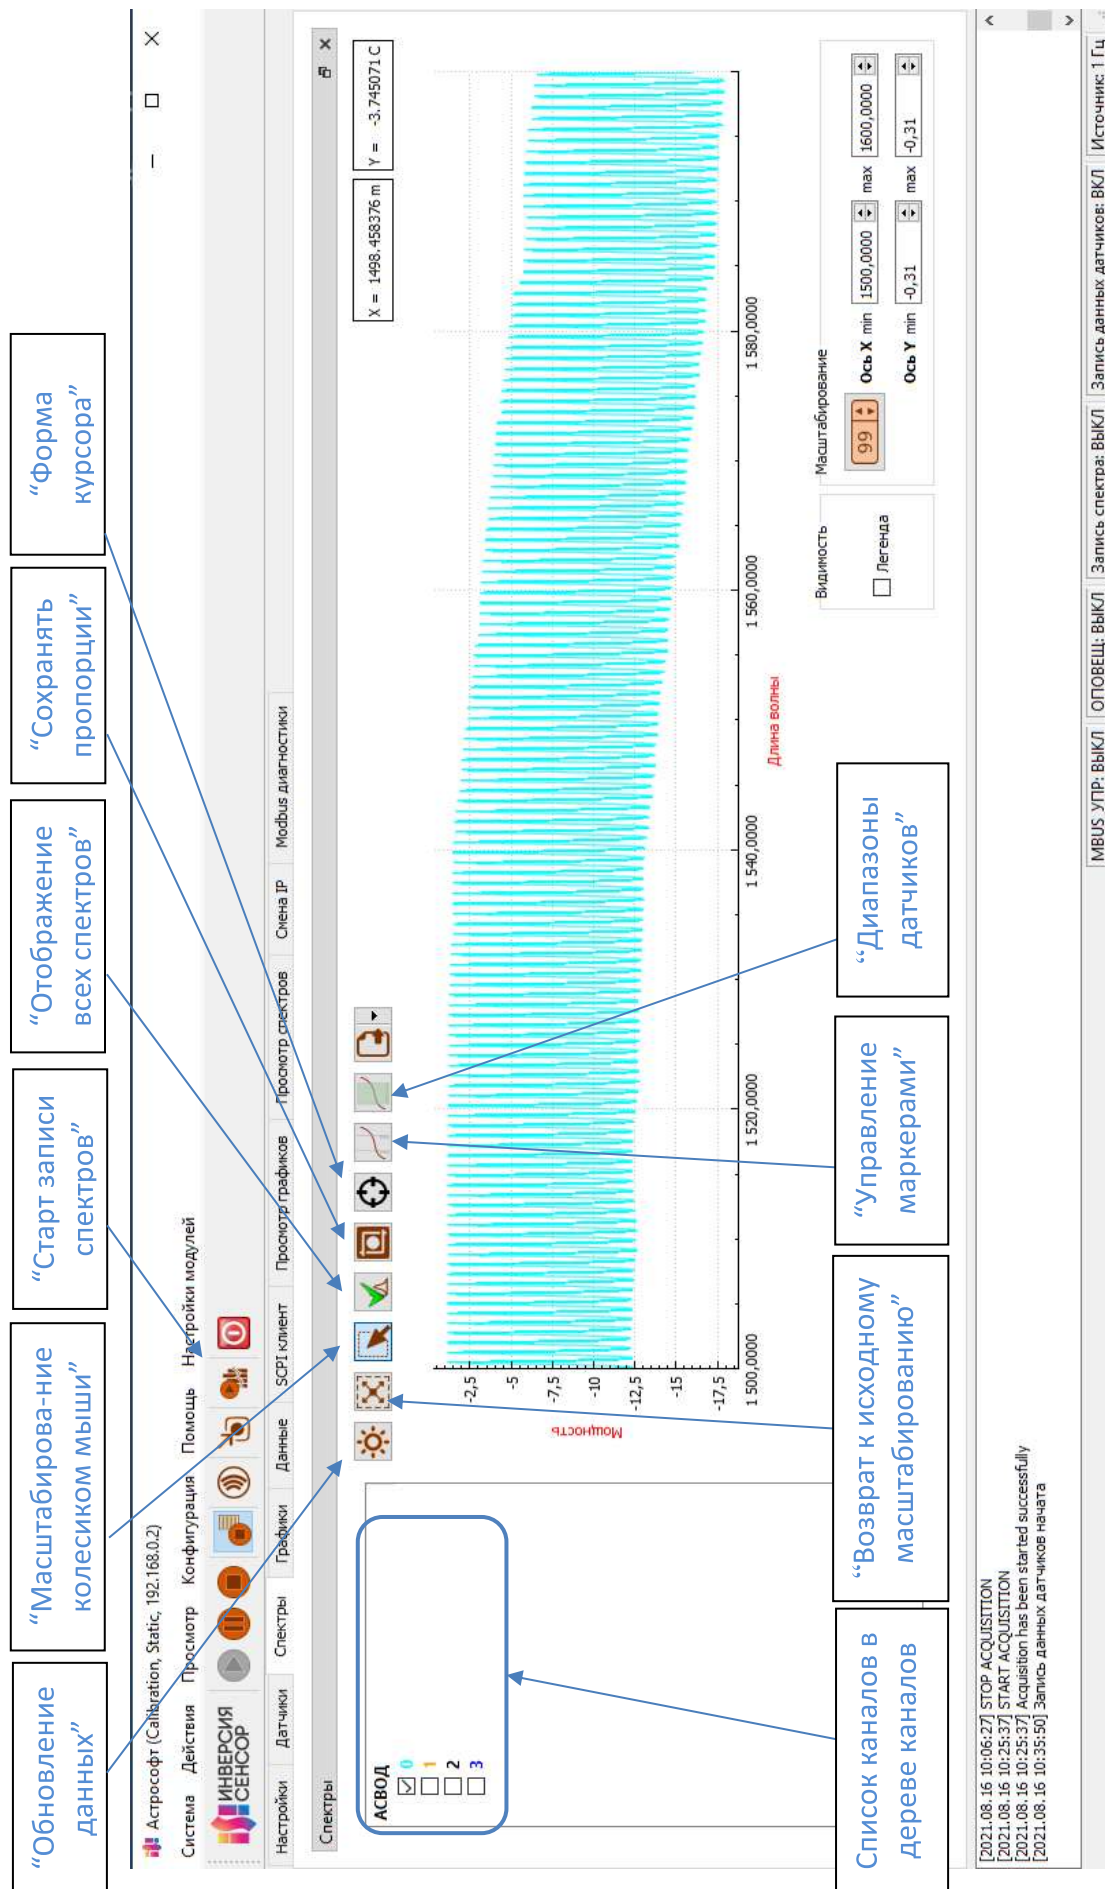 “Обновление
данных”
“Масштабирова-ние
колесиком мыши”
“Старт записи
спектров”
“Отображение
всех спектров”
“Сохранять
пропорции”
“Форма
курсора”
Астрософт (Calibration, Static, 192.168.0.2)
Система Действия Просмотр Конфигурация Помощь Настройки модулей
ИНВЕРСИЯ
СЕНСОР
Настройки Датчики Спектры Графики Данные SCPI клиент Просмотр графиков Просмотр спектров Смена IP Modbus диагностики
Спектры
АСВОД
0
1
2
3
X = 1498.458376 m Y = -3.745071 C
Мощность
-2,5
-5
-7,5
-10
-12,5
-15
-17,5
1 500,0000 1 520,0000 1 540,0000 1 560,0000 1 580,0000
Длина волны
Видимость
Легенда
Масштабирование
99
Ось X min 1500,0000 max 1600,0000
Ось Y min -0,31 max -0,31
Список каналов в
дереве каналов
“Возврат к исходному
масштабированию”
“Управление
маркерами”
“Диапазоны
датчиков”
[2021.08.16 10:06:27] STOP ACQUISITION
[2021.08.16 10:25:37] START ACQUISITION
[2021.08.16 10:25:37] Acquisition has been started successfully
[2021.08.16 10:35:50] Запись данных датчиков начата
MBUS УПР: ВЫКЛ ОПОВЕЩ: ВЫКЛ Запись спектра: ВЫКЛ Запись данных датчиков: ВКЛ Источник: 1 Гц